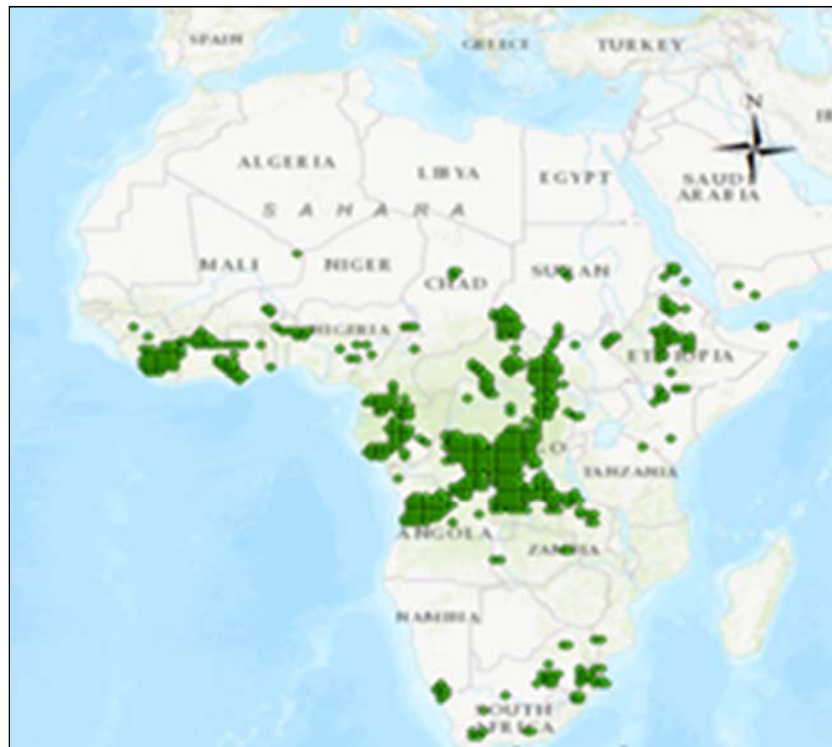 SPAIN
GREECE
TURKEY
N
ALGERIA
LIBYA
EGYPT
SAUDI
ARABIA
SAHARA
MALI
NIGER
CHAD
SUDAN
NIGERIA
ETHIOPIA
TANZANIA
ANGOLA
ZAMBIA
NAMIBIA
SOUTH
AFRICA